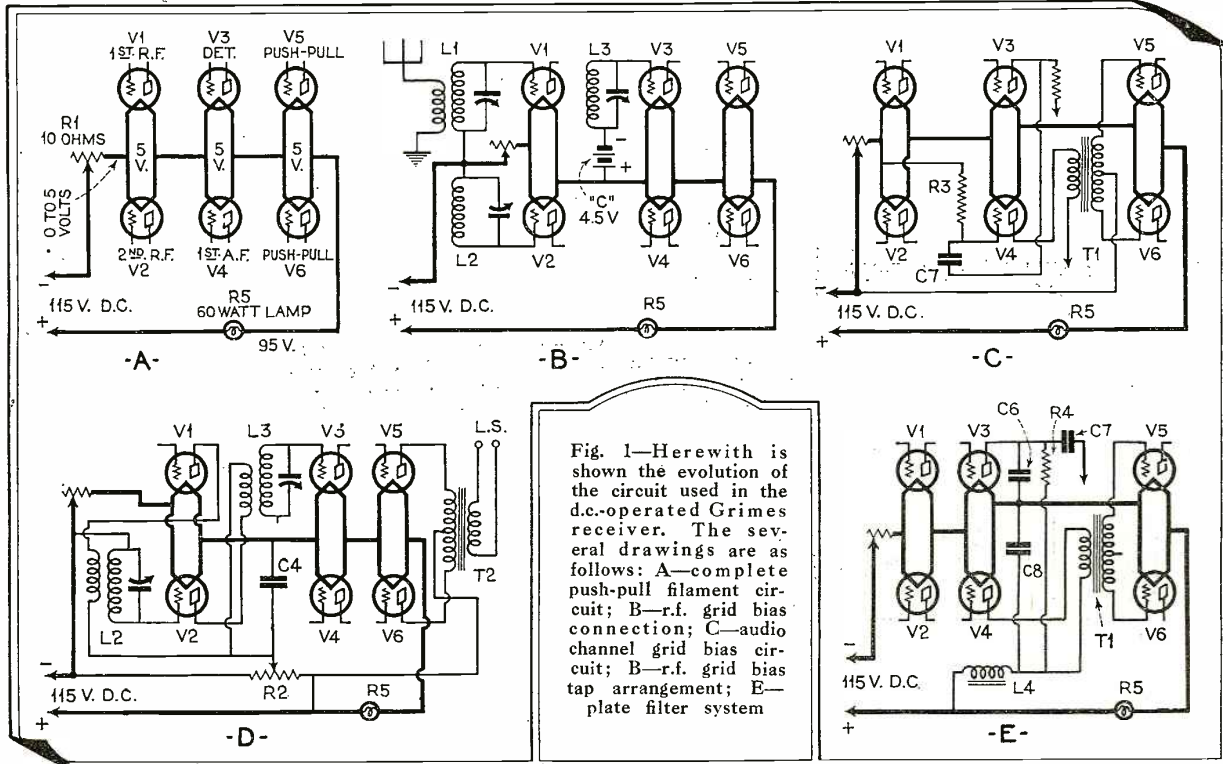 V1
1ST. R.F.
V3
DET.
V5
PUSH-PULL
R1
10 OHMS
5 V.
5 V.
5 V.
0 TO 5 VOLTS
2ND. R.F.
V2
1ST. A.F.
V4
PUSH-PULL
V6
-
115 V. D.C.
+
R5
60 WATT LAMP
95 V.
-A-
L1
V1
L3
V3
V5
-
+
"C"
4.5 V
L2
V2
V4
V6
-
115 V. D.C.
+
R5
-B-
V1
V3
V5
R3
C7
V2
V4
T1
V6
-
115 V. D.C.
+
R5
-C-
V1
L3
V3
V5
L.S.
C4
T2
L2
V2
V4
V6
-
115 V. D.C.
+
R2
R5
-D-
Fig. 1—Herewith is
shown the evolution of
the circuit used in the
d.c.-operated Grimes
receiver. The sev-
eral drawings are as
follows: A—complete
push-pull filament cir-
cuit; B—r.f. grid bias
connection; C—audio
channel grid bias cir-
cuit; B—r.f. grid bias
tap arrangement; E—
plate filter system
C6
R4
C7
V1
V3
V5
C8
V2
V4
T1
V6
-
115 V. D.C.
+
L4
R5
-E-